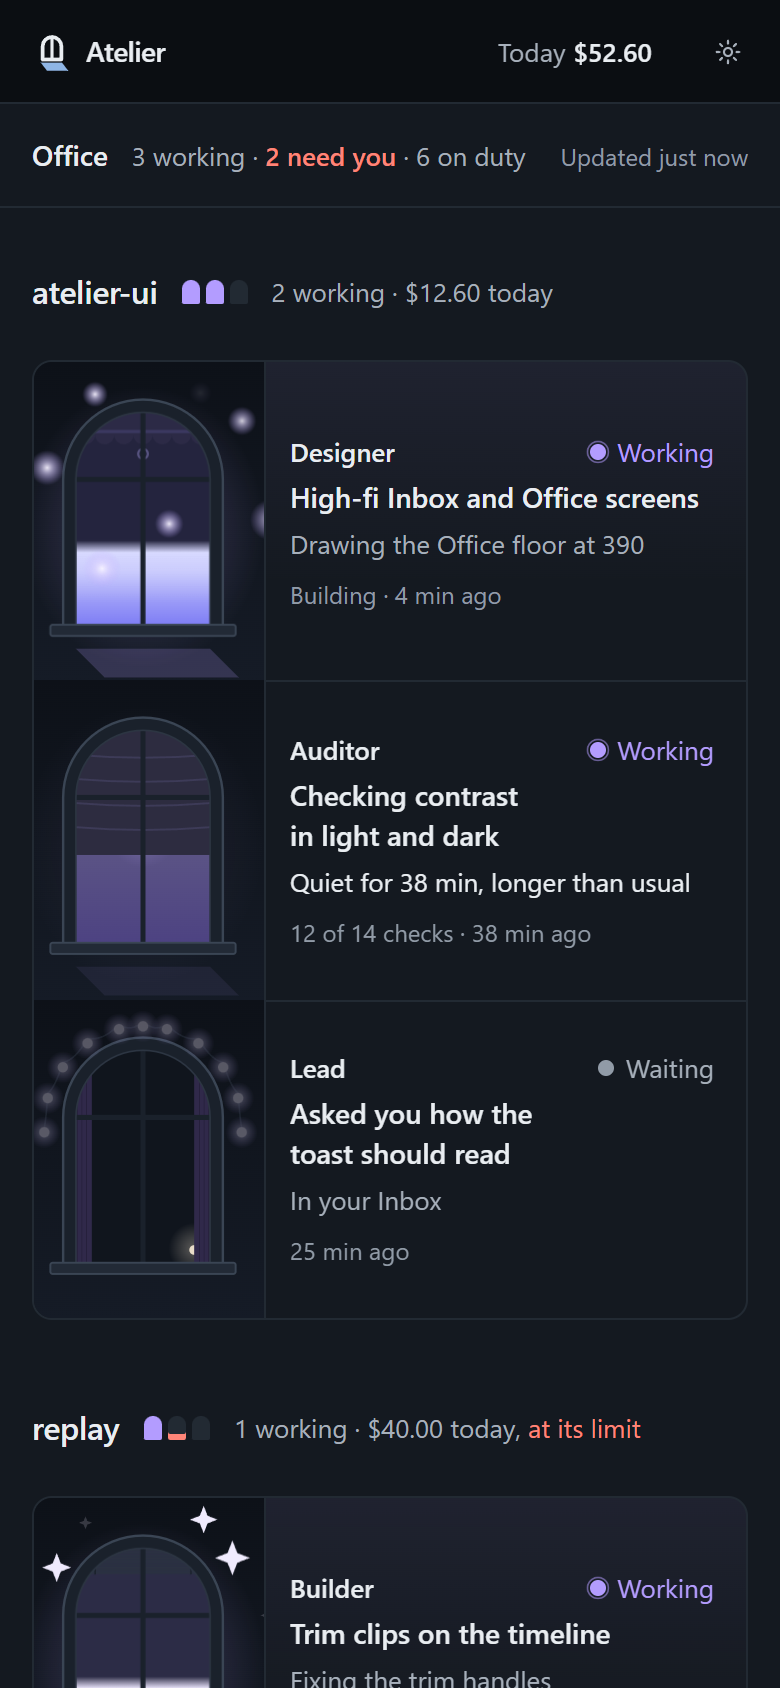 Atelier
Today $52.60
Office 3 working · 2 need you · 6 on duty Updated just now
atelier-ui 2 working · $12.60 today
Designer Working
High-fi Inbox and Office screens
Drawing the Office floor at 390
Building · 4 min ago
Auditor Working
Checking contrast
in light and dark
Quiet for 38 min, longer than usual
12 of 14 checks · 38 min ago
Lead Waiting
Asked you how the
toast should read
In your Inbox
25 min ago
replay 1 working · $40.00 today, at its limit
Builder Working
Trim clips on the timeline
Fixing the trim handles